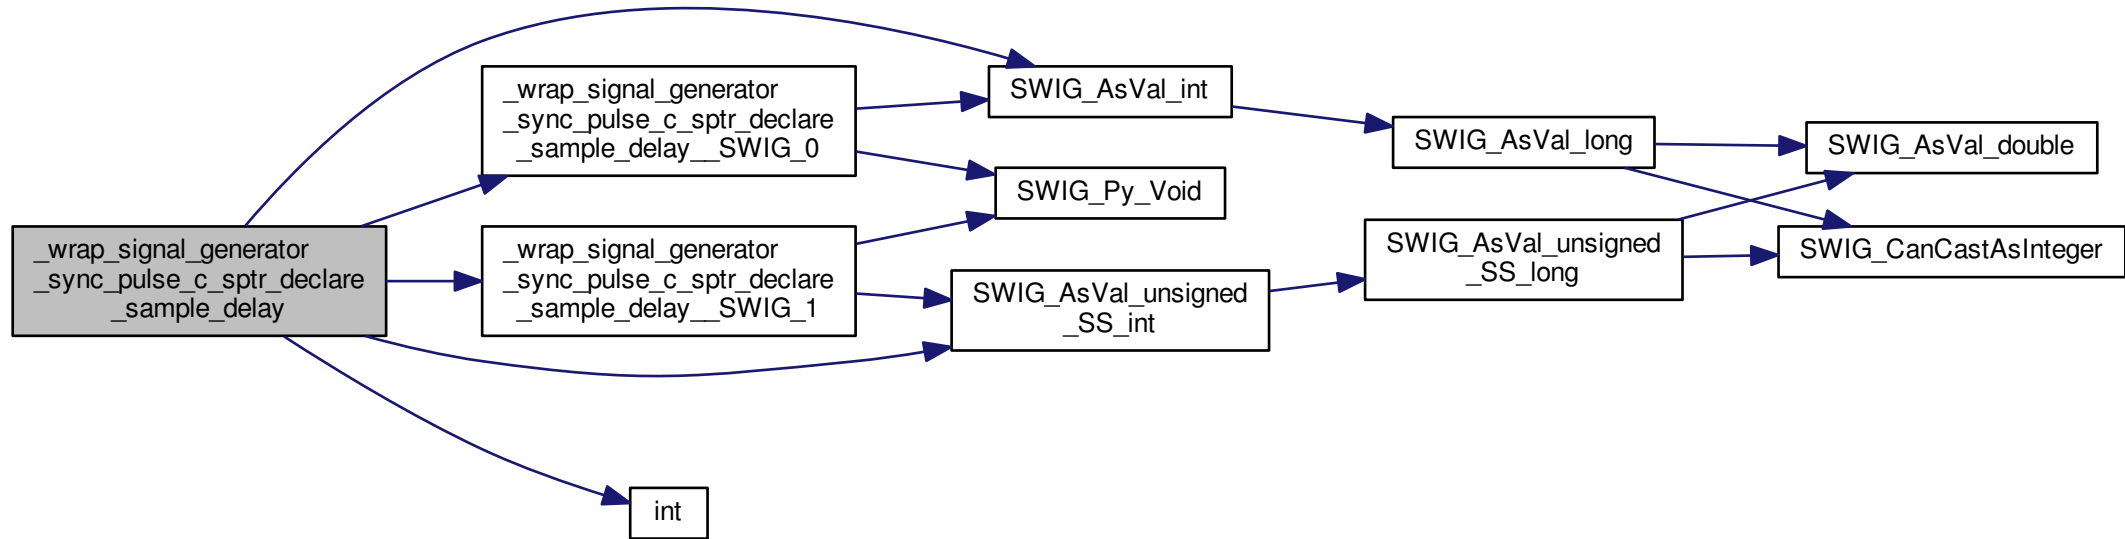 _wrap_signal_generator
_sync_pulse_c_sptr_declare
_sample_delay
_wrap_signal_generator
_sync_pulse_c_sptr_declare
_sample_delay__SWIG_0
_wrap_signal_generator
_sync_pulse_c_sptr_declare
_sample_delay__SWIG_1
int
SWIG_AsVal_int
SWIG_Py_Void
SWIG_AsVal_unsigned
_SS_int
SWIG_AsVal_long
SWIG_AsVal_unsigned
_SS_long
SWIG_AsVal_double
SWIG_CanCastAsInteger